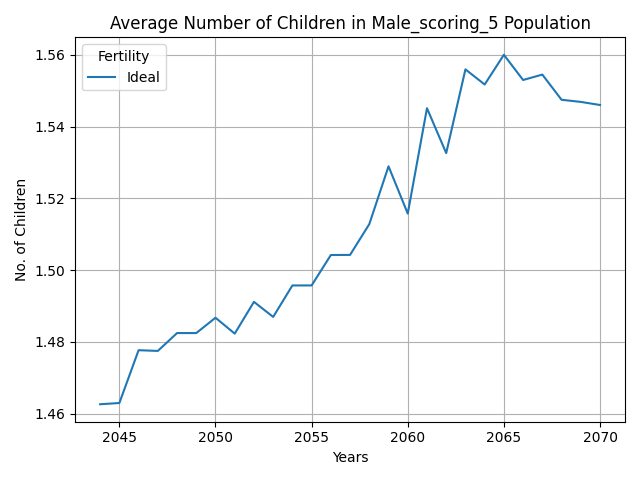 Average Number of Children in Male_scoring_5 Population
Fertility
Ideal
1.56
1.54
1.52
1.50
1.48
1.46
No. of Children
2045 2050 2055 2060 2065 2070
Years